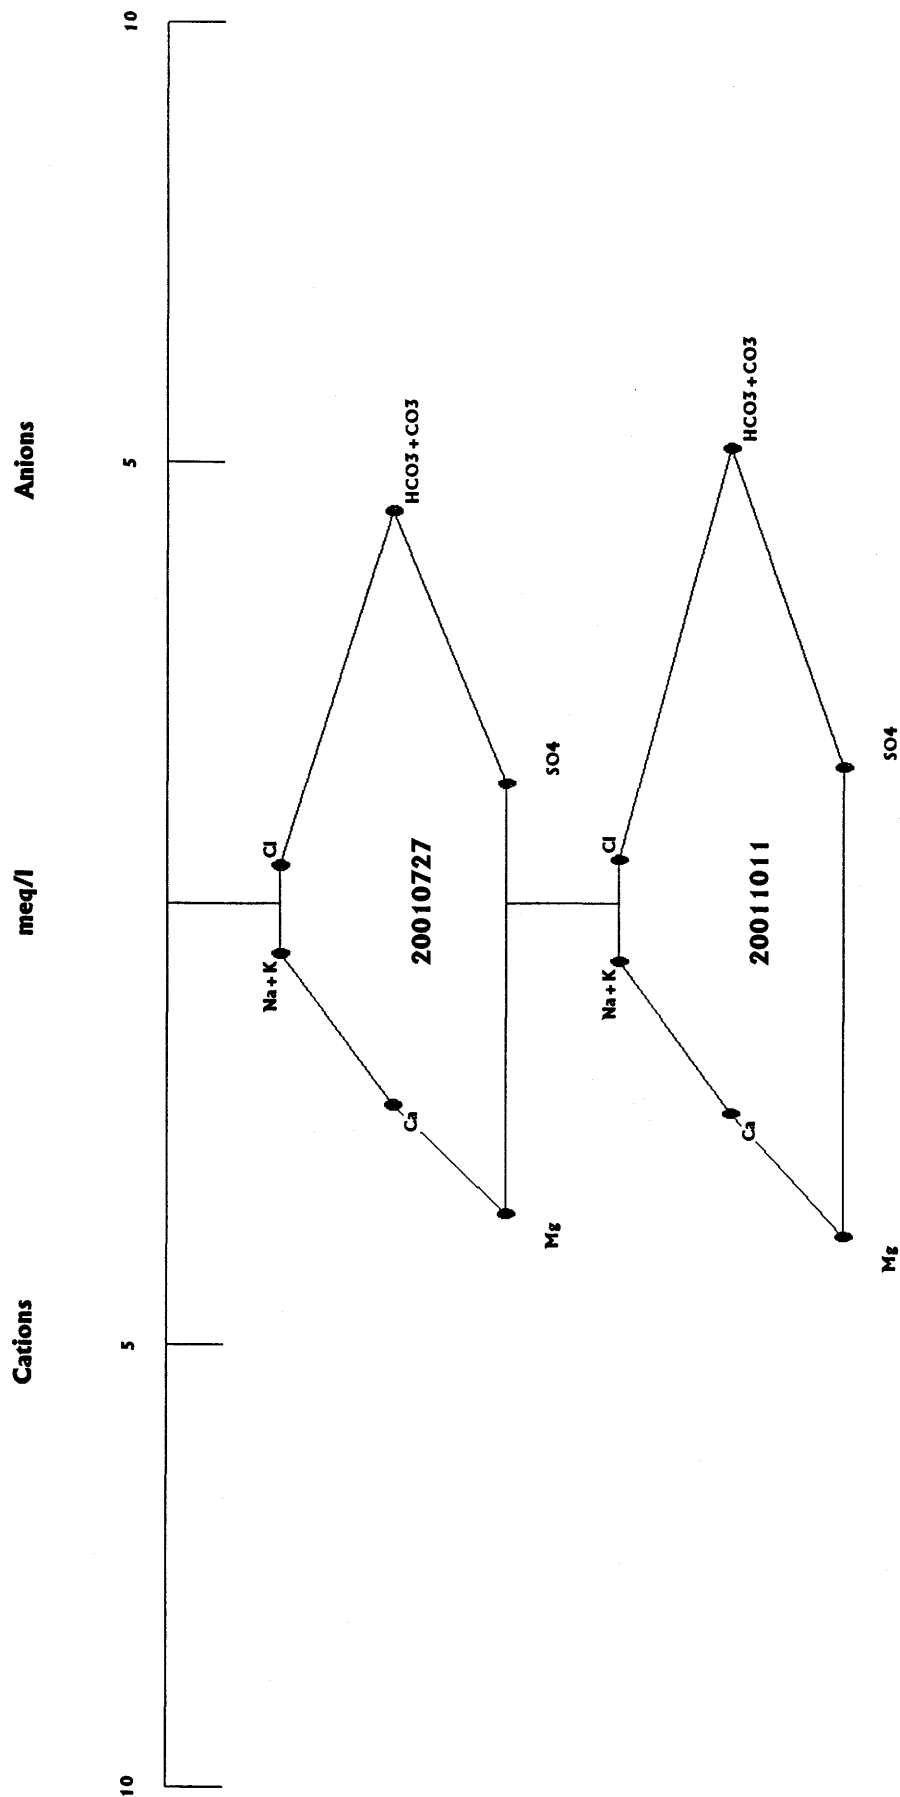 Cations meq/l Anions
10 5 5 10
Na+K Cl
Ca HCO3+CO3
20010727
Mg SO4
Na+K Cl
Ca HCO3+CO3
20011011
Mg SO4